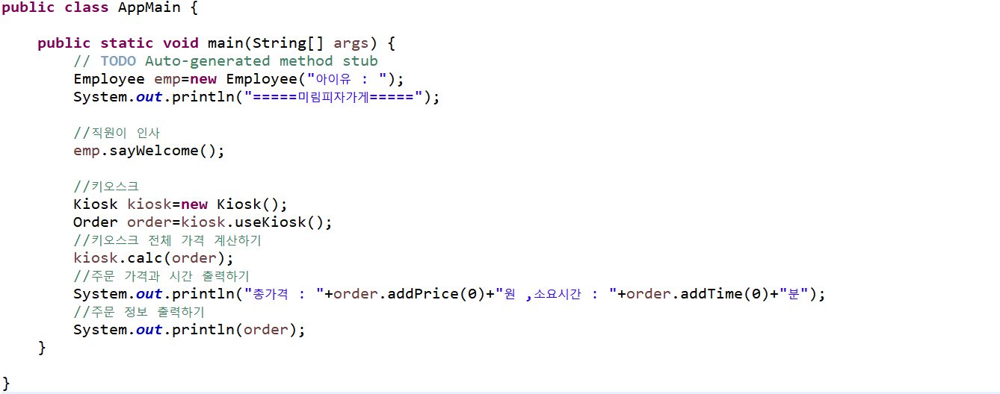 public class AppMain {
public static void main(String[] args) {
// TODO Auto-generated method stub
Employee emp=new Employee("아이유 : ");
System.out.println("=====미림피자가게=====");
//직원이 인사
emp.sayWelcome();
//키오스크
Kiosk kiosk=new Kiosk();
Order order=kiosk.useKiosk();
//키오스크 전체 가격 계산하기
kiosk.calc(order);
//주문 가격과 시간 출력하기
System.out.println("총가격 : "+order.addPrice(0)+"원 ,소요시간 : "+order.addTime(0)+"분");
//주문 정보 출력하기
System.out.println(order);
}
}